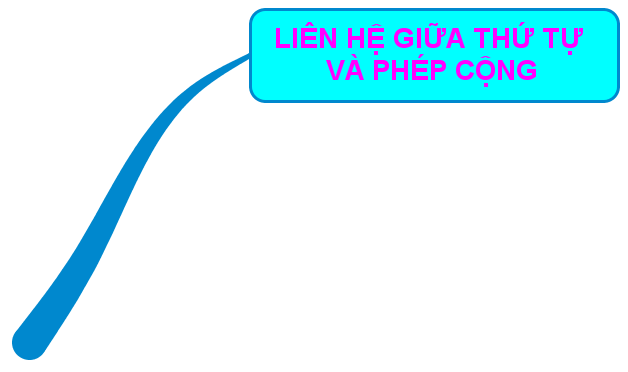 LIÊN HỆ GIỮA THỨ TỰ
VÀ PHÉP CỘNG